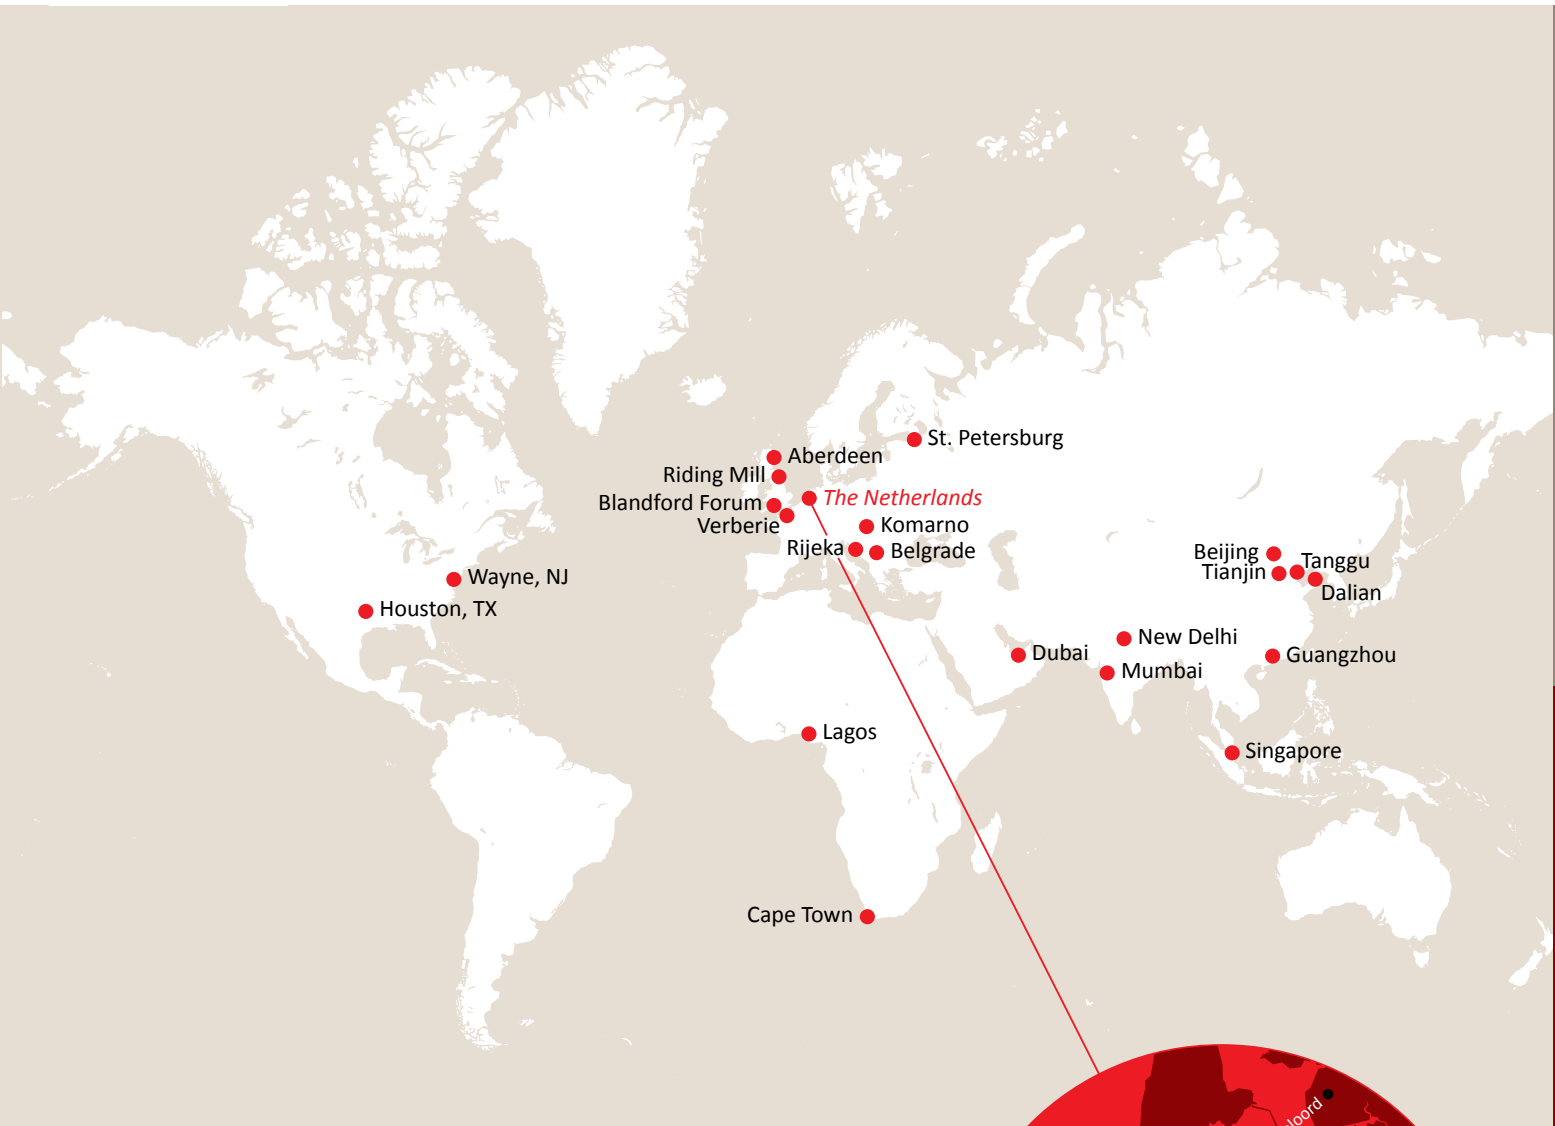 St. Petersburg
Aberdeen
Riding Mill
The Netherlands
Blandford Forum
Verberie
Komarno
Rijeka
Belgrade
Beijing
Tanggu
Tianjin
Dalian
Wayne, NJ
Houston, TX
New Delhi
Dubai
Guangzhou
Mumbai
Lagos
Singapore
Cape Town